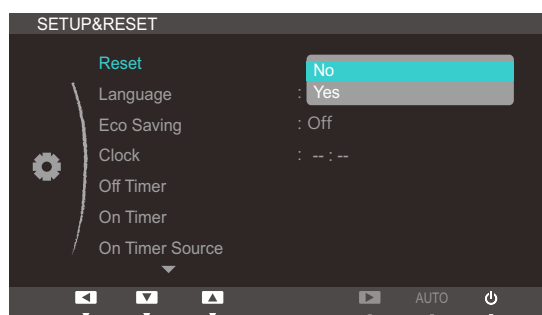 SETUP&RESET
Reset No
Language : Yes
Eco Saving : Off
Clock : -- : --
Off Timer
On Timer
On Timer Source
AUTO